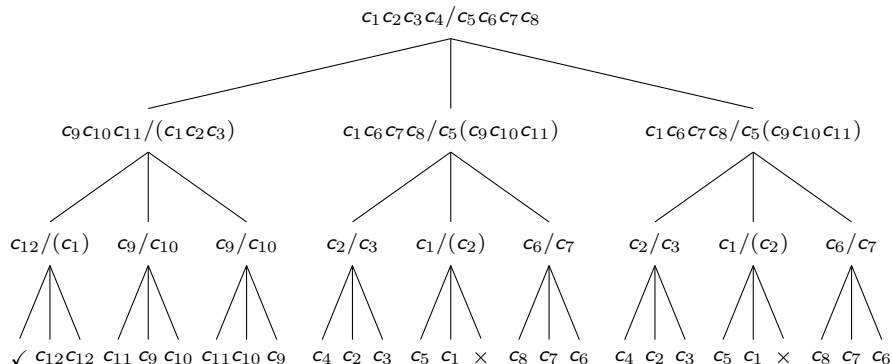 c₁c₂c₃c₄/c₅c₆c₇c₈
c₉c₁₀c₁₁/(c₁c₂c₃) c₁c₆c₇c₈/c₅(c₉c₁₀c₁₁) c₁c₆c₇c₈/c₅(c₉c₁₀c₁₁)
c₁₂/(c₁) c₉/c₁₀ c₉/c₁₀ c₂/c₃ c₁/(c₂) c₆/c₇ c₂/c₃ c₁/(c₂) c₆/c₇
✓ c₁₂ c₁₂ c₁₁ c₉ c₁₀ c₁₁ c₁₀ c₉ c₄ c₂ c₃ c₅ c₁ × c₈ c₇ c₆ c₄ c₂ c₃ c₅ c₁ × c₈ c₇ c₆